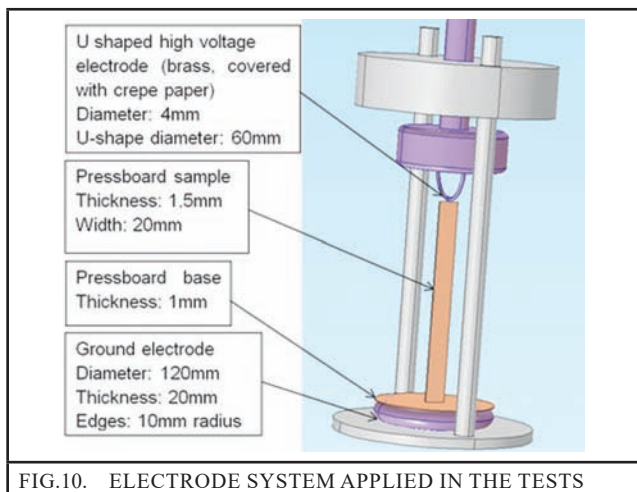 U shaped high voltage
electrode (brass, covered
with crepe paper)
Diameter: 4mm
U-shape diameter: 60mm
Pressboard sample
Thickness: 1.5mm
Width: 20mm
Pressboard base
Thickness: 1mm
Ground electrode
Diameter: 120mm
Thickness: 20mm
Edges: 10mm radius
FIG.10. ELECTRODE SYSTEM APPLIED IN THE TESTS